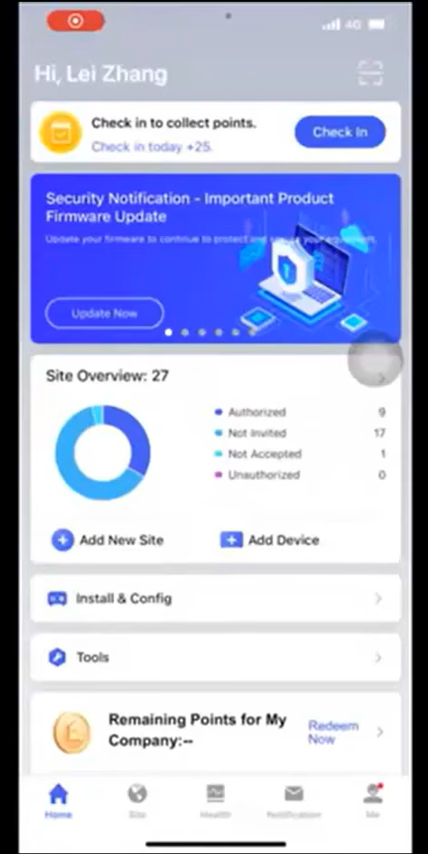 4G
Hi, Lei Zhang
Check in to collect points.
Check in today +25.
Check In
Security Notification - Important Product
Firmware Update
Update your firmware to continue to protect and your equipment.
Update Now
Site Overview: 27
Authorized 9
Not Invited 17
Not Accepted 1
Unauthorized 0
Add New Site
Add Device
Install & Config
Tools
Remaining Points for My
Company:--
Redeem
Now
Home
Site
Health
Notification
Me